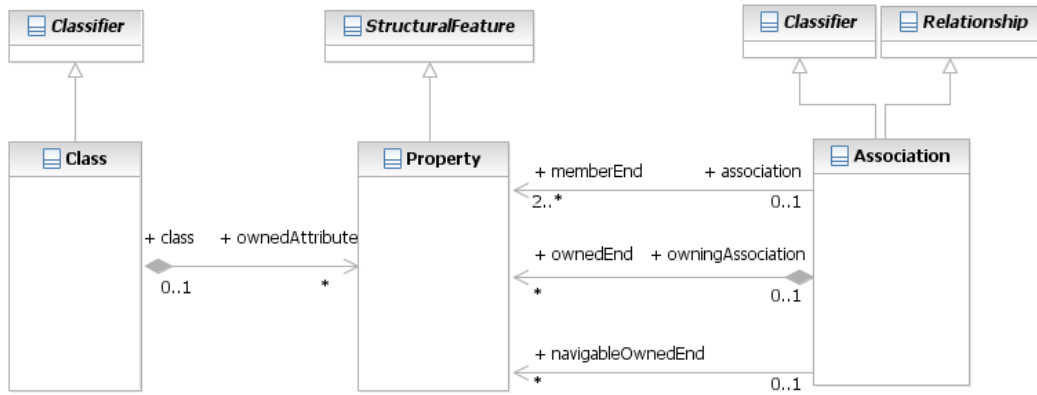 Classifier
StructuralFeature
Classifier
Relationship
Class
Property
Association
+ memberEnd
+ association
2..*
0..1
+ class
+ ownedAttribute
0..1
*
+ ownedEnd
+ owningAssociation
*
0..1
+ navigableOwnedEnd
*
0..1